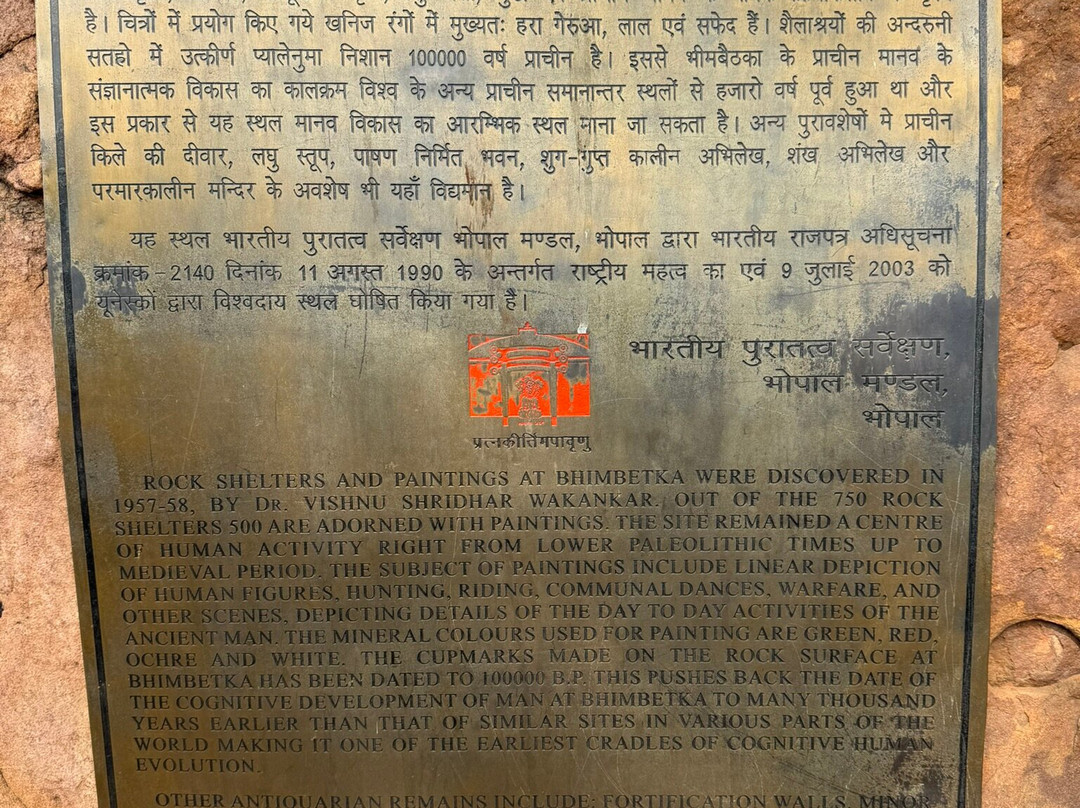 है। चित्रों में प्रयोग किए गये खनिज रंगों में मुख्यतः हरा गेरुआ, लाल एवं सफेद हैं। शैलाश्रयों की अन्दरुनी
सतहो में उत्कीर्ण प्यालेनुमा निशान 100000 वर्ष प्राचीन है। इससे भीमबैठका के प्राचीन मानव के
संज्ञानात्मक विकास का कालक्रम विश्व के अन्य प्राचीन समानान्तर स्थलों से हजारो वर्ष पूर्व हुआ था और
इस प्रकार से यह स्थल मानव विकास का आरम्भिक स्थल माना जा सकता है। अन्य पुरावशेषों मे प्राचीन
किले की दीवार, लघु स्तूप, पाषण निर्मित भवन, शुग-गुप्त कालीन अभिलेख, शंख अभिलेख और
परमारकालीन मन्दिर के अवशेष भी यहाँ विद्यमान है।
यह स्थल भारतीय पुरातत्व सर्वेक्षण भोपाल मण्डल, भोपाल द्वारा भारतीय राजपत्र अधिसूचना
क्रमांक-2140 दिनांक 11 अगस्त 1990 के अन्तर्गत राष्ट्रीय महत्व का एवं 9 जुलाई 2003 को
यूनेस्को द्वारा विश्वदाय स्थल घोषित किया गया है।
भारतीय पुरातत्व सर्वेक्षण,
भोपाल मण्डल,
भोपाल
प्रत्नकीर्तिमपावृणु
ROCK SHELTERS AND PAINTINGS AT BHIMBETKA WERE DISCOVERED IN
1957-58, BY DR. VISHNU SHRIDHAR WAKANKAR. OUT OF THE 750 ROCK
SHELTERS 500 ARE ADORNED WITH PAINTINGS. THE SITE REMAINED A CENTRE
OF HUMAN ACTIVITY RIGHT FROM LOWER PALEOLITHIC TIMES UP TO
MEDIEVAL PERIOD. THE SUBJECT OF PAINTINGS INCLUDE LINEAR DEPICTION
OF HUMAN FIGURES, HUNTING, RIDING, COMMUNAL DANCES, WARFARE, AND
OTHER SCENES, DEPICTING DETAILS OF THE DAY TO DAY ACTIVITIES OF THE
ANCIENT MAN. THE MINERAL COLOURS USED FOR PAINTING ARE GREEN, RED,
OCHRE AND WHITE. THE CUPMARKS MADE ON THE ROCK SURFACE AT
BHIMBETKA HAS BEEN DATED TO 100000 B.P. THIS PUSHES BACK THE DATE OF
THE COGNITIVE DEVELOPMENT OF MAN AT BHIMBETKA TO MANY THOUSAND
YEARS EARLIER THAN THAT OF SIMILAR SITES IN VARIOUS PARTS OF THE
WORLD MAKING IT ONE OF THE EARLIEST CRADLES OF COGNITIVE HUMAN
EVOLUTION.
OTHER ANTIQUARIAN REMAINS INCLUDE: FORTIFICATION WALLS, MINOR